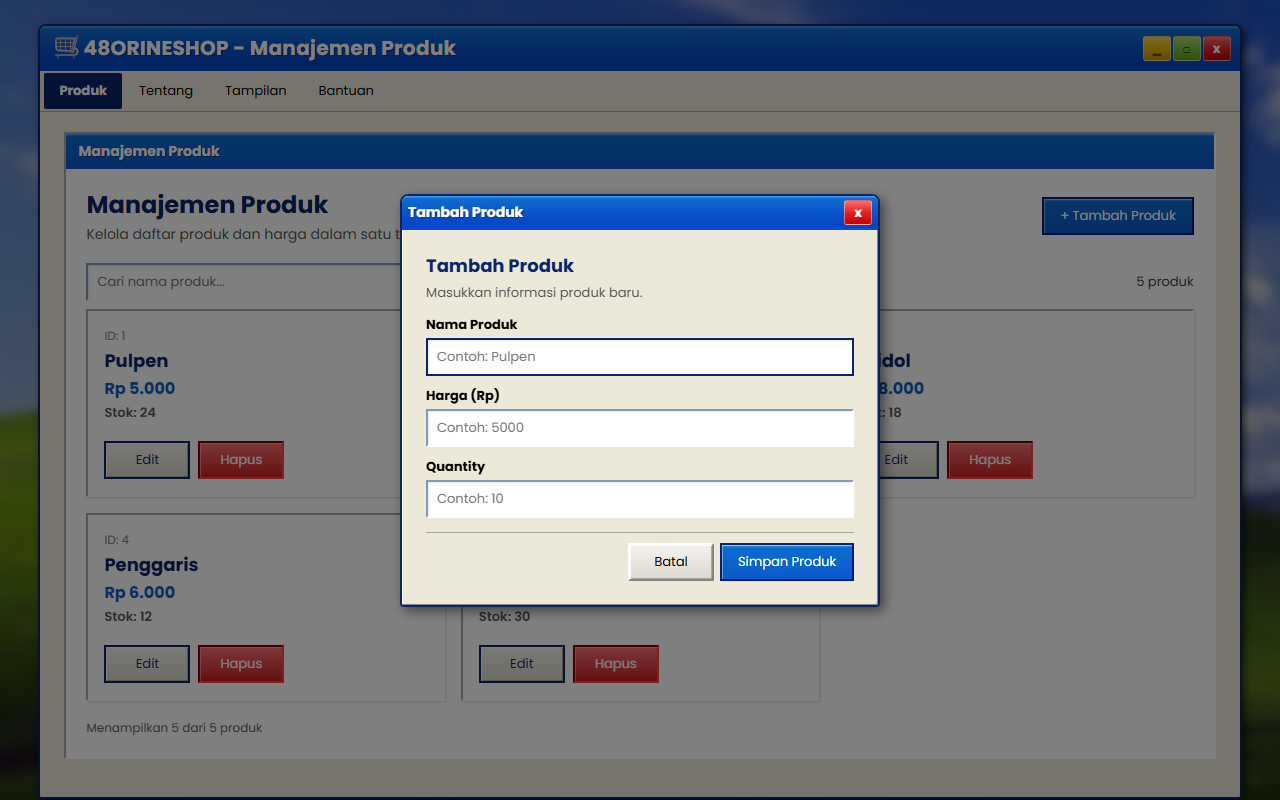 48ORINESHOP - Manajemen Produk
_ □ x
Produk Tentang Tampilan Bantuan
Manajemen Produk
Manajemen Produk
Kelola daftar produk dan harga dalam satu t
+ Tambah Produk
Cari nama produk...
5 produk
ID: 1
Pulpen
Rp 5.000
Stok: 24
Edit Hapus
idol
8.000
: 18
Edit Hapus
ID: 4
Penggaris
Rp 6.000
Stok: 12
Edit Hapus
Stok: 30
Edit Hapus
Menampilkan 5 dari 5 produk
Tambah Produk x
Tambah Produk
Masukkan informasi produk baru.
Nama Produk
Contoh: Pulpen
Harga (Rp)
Contoh: 5000
Quantity
Contoh: 10
Batal Simpan Produk